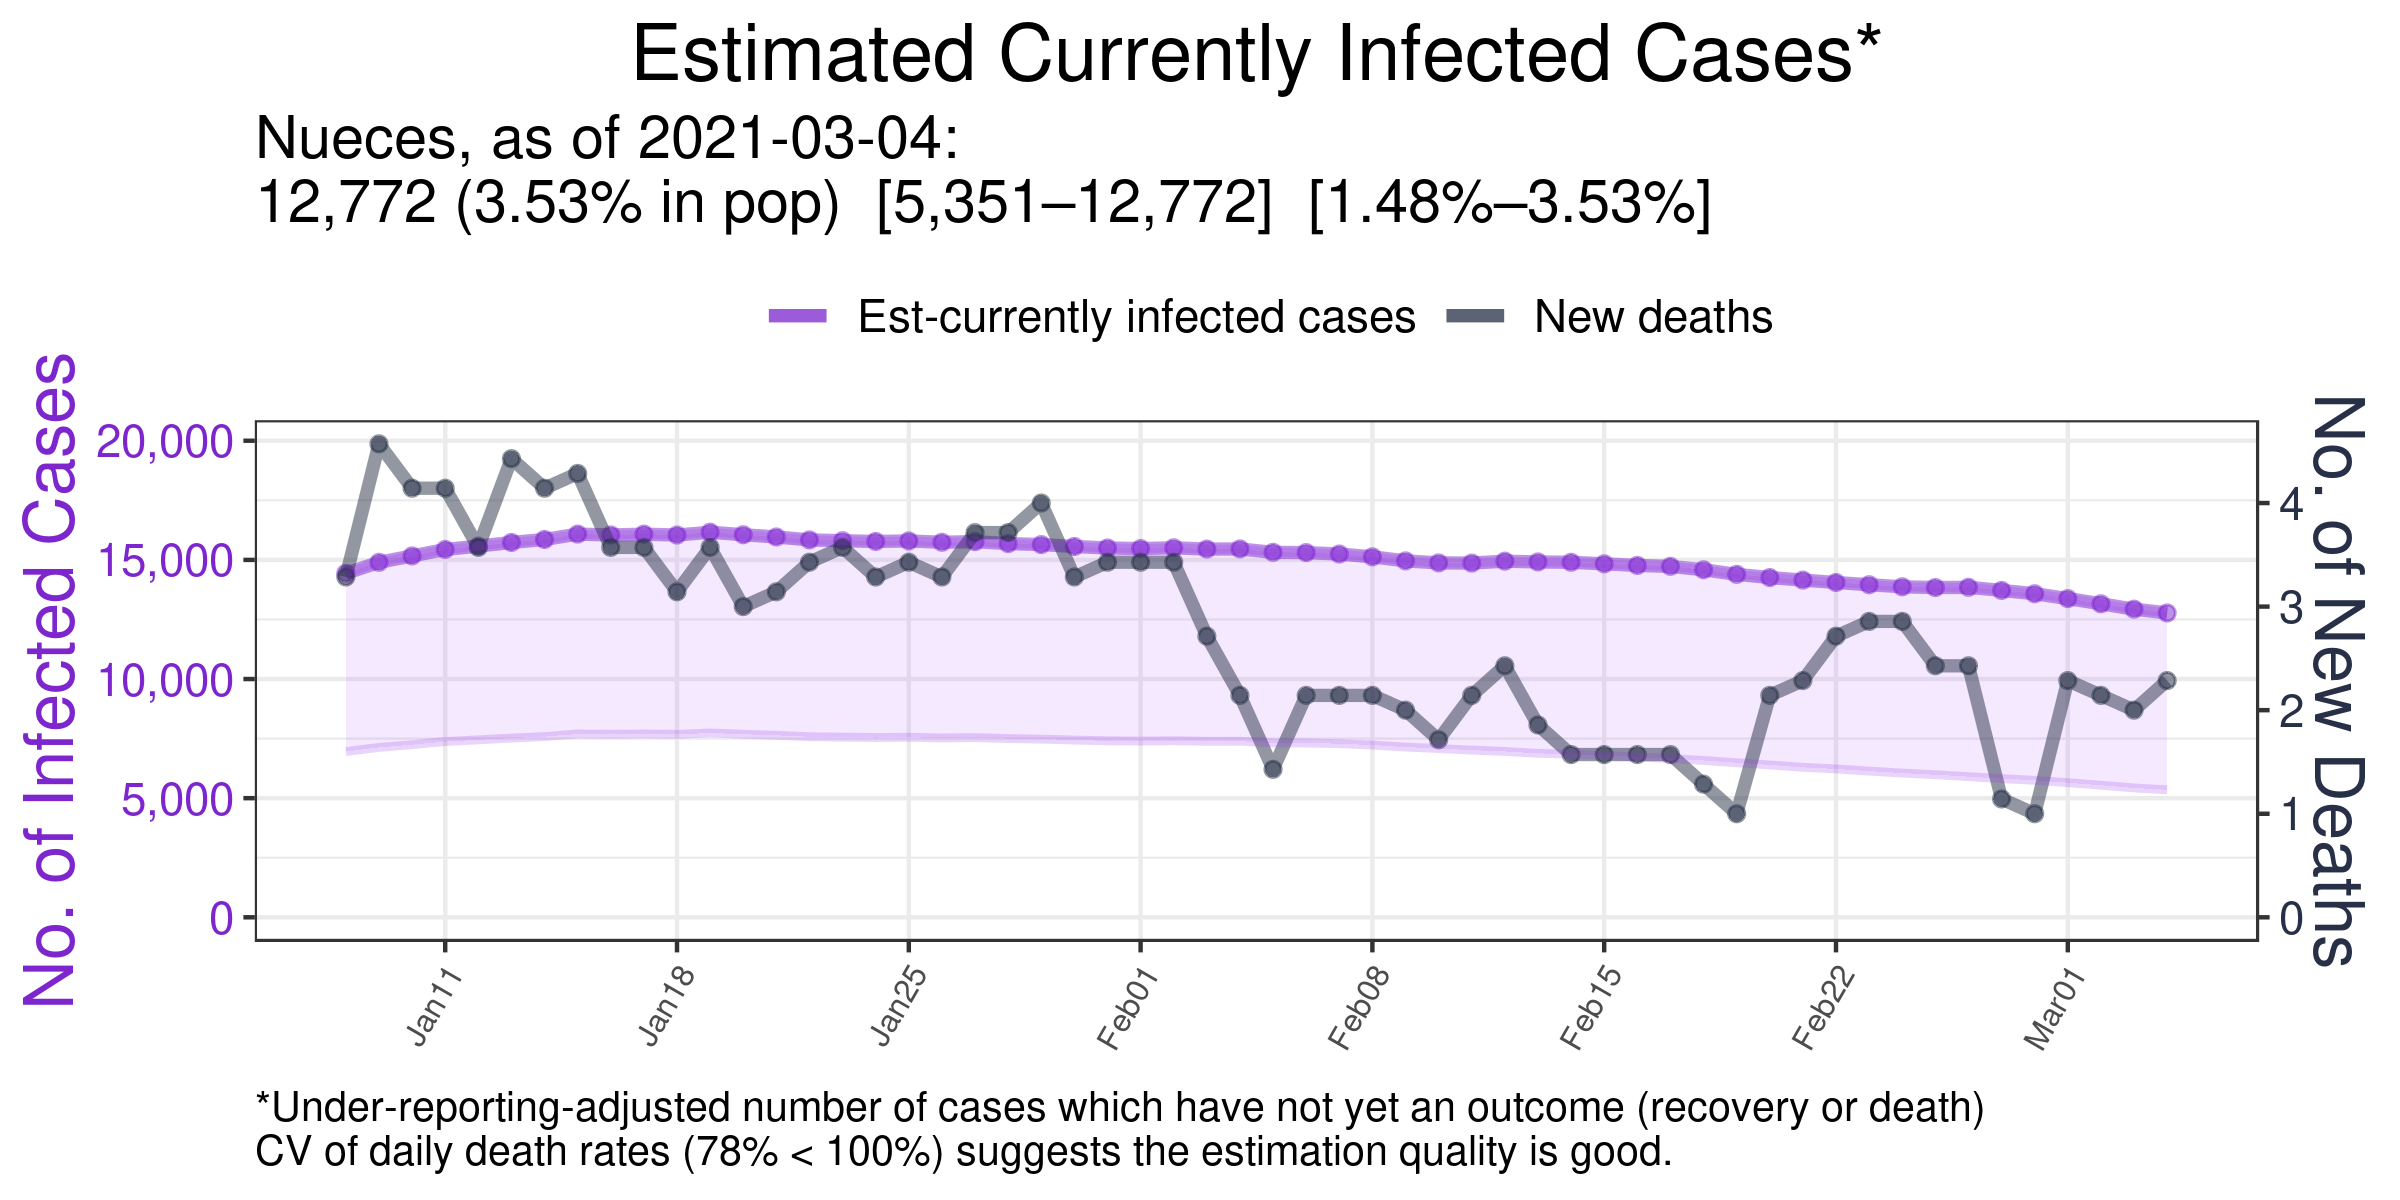 Estimated Currently Infected Cases*
Nueces, as of 2021-03-04:
12,772 (3.53% in pop)  [5,351–12,772]  [1.48%–3.53%]
Est-currently infected cases
New deaths
No. of Infected Cases
20,000
15,000
10,000
5,000
0
4
3
2
1
0
No. of New Deaths
Jan11
Jan18
Jan25
Feb01
Feb08
Feb15
Feb22
Mar01
*Under-reporting-adjusted number of cases which have not yet an outcome (recovery or death)
CV of daily death rates (78% < 100%) suggests the estimation quality is good.